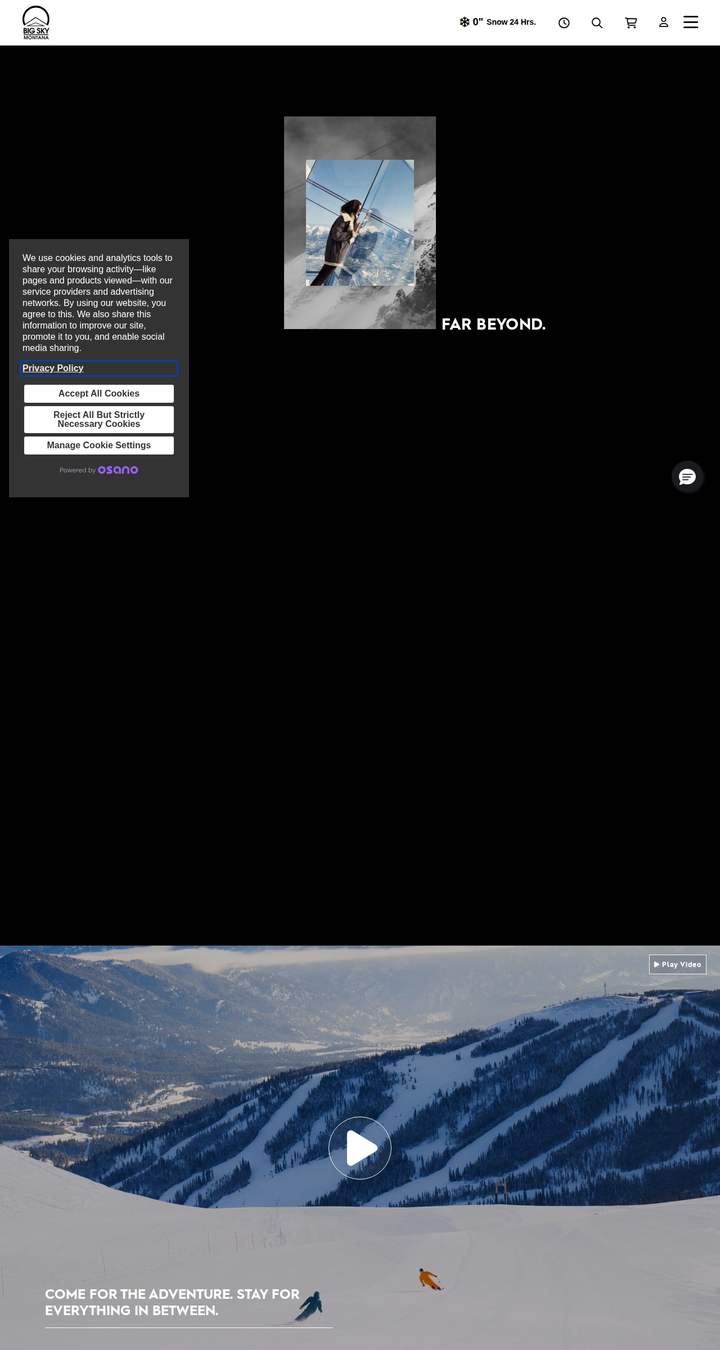 BIG SKY
MONTANA
0" Snow 24 Hrs.
FAR BEYOND.
We use cookies and analytics tools to
share your browsing activity—like
pages and products viewed—with our
service providers and advertising
networks. By using our website, you
agree to this. We also share this
information to improve our site,
promote it to you, and enable social
media sharing.
Privacy Policy
Accept All Cookies
Reject All But Strictly
Necessary Cookies
Manage Cookie Settings
Powered by osano
Play Video
COME FOR THE ADVENTURE. STAY FOR
EVERYTHING IN BETWEEN.